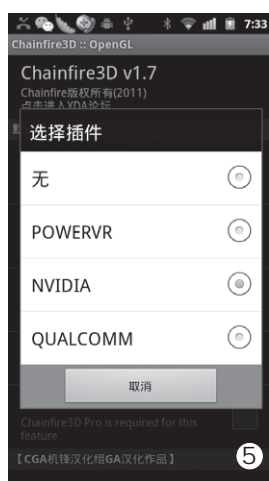 7:33
Chainfire3D :: OpenGL
Chainfire3D v1.7
Chainfire版权所有(2011)
点击进入XDA论坛
选择插件
无
POWERVR
NVIDIA
QUALCOMM
取消
Chainfire3D Pro is required for this
feature
【CGA机锋汉化组GA汉化作品】
5